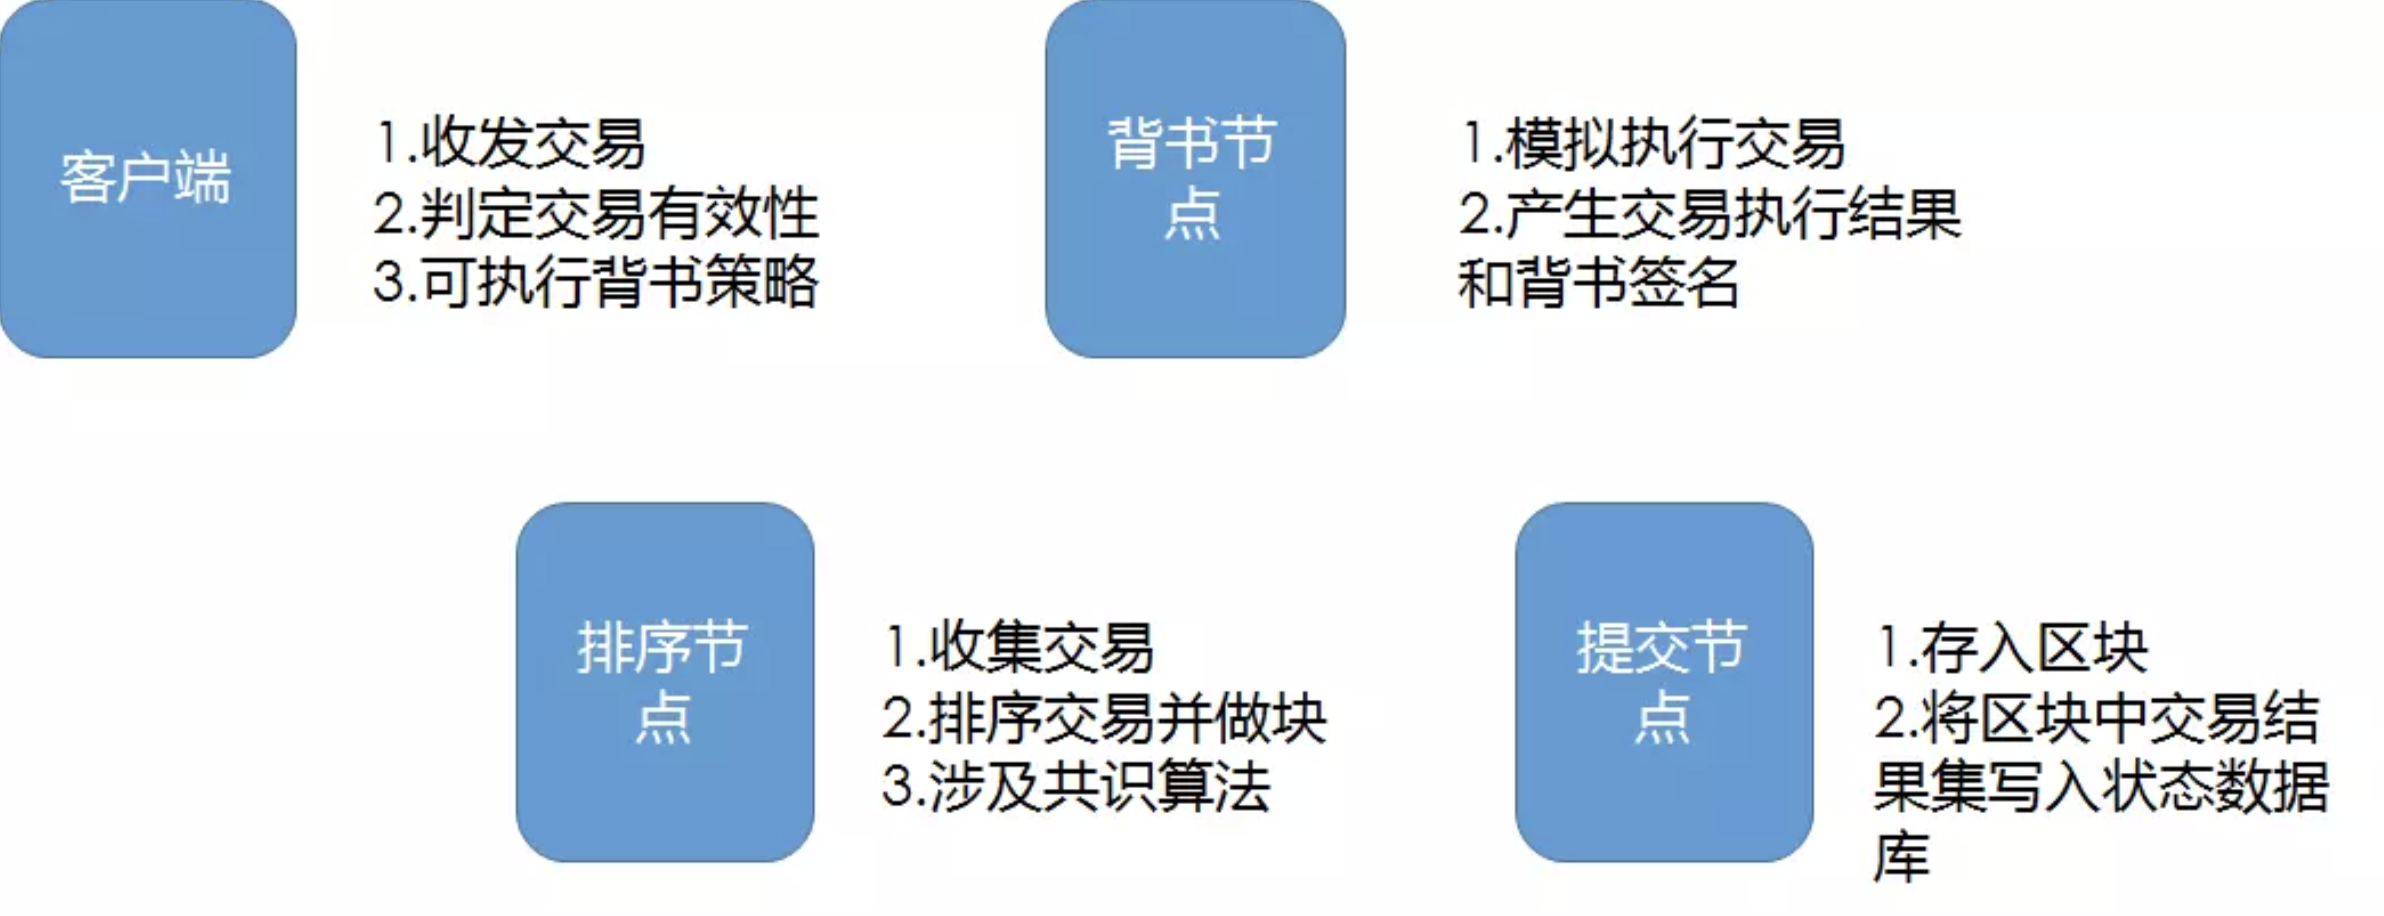 客户端
1.收发交易
2.判定交易有效性
3.可执行背书策略
背书节
点
1.模拟执行交易
2.产生交易执行结果
和背书签名
排序节
点
1.收集交易
2.排序交易并做块
3.涉及共识算法
提交节
点
1.存入区块
2.将区块中交易结
果集写入状态数据
库